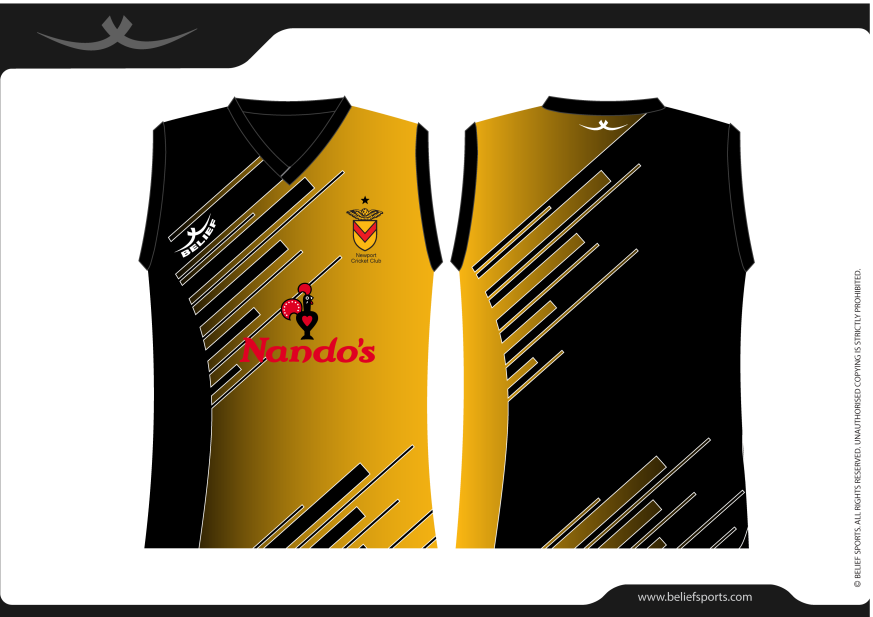 BELIEF
Newport
Cricket Club
Nando's
www.beliefsports.com
© BELIEF SPORTS. ALL RIGHTS RESERVED. UNAUTHORISED COPYING IS STRICTLY PROHIBITED.